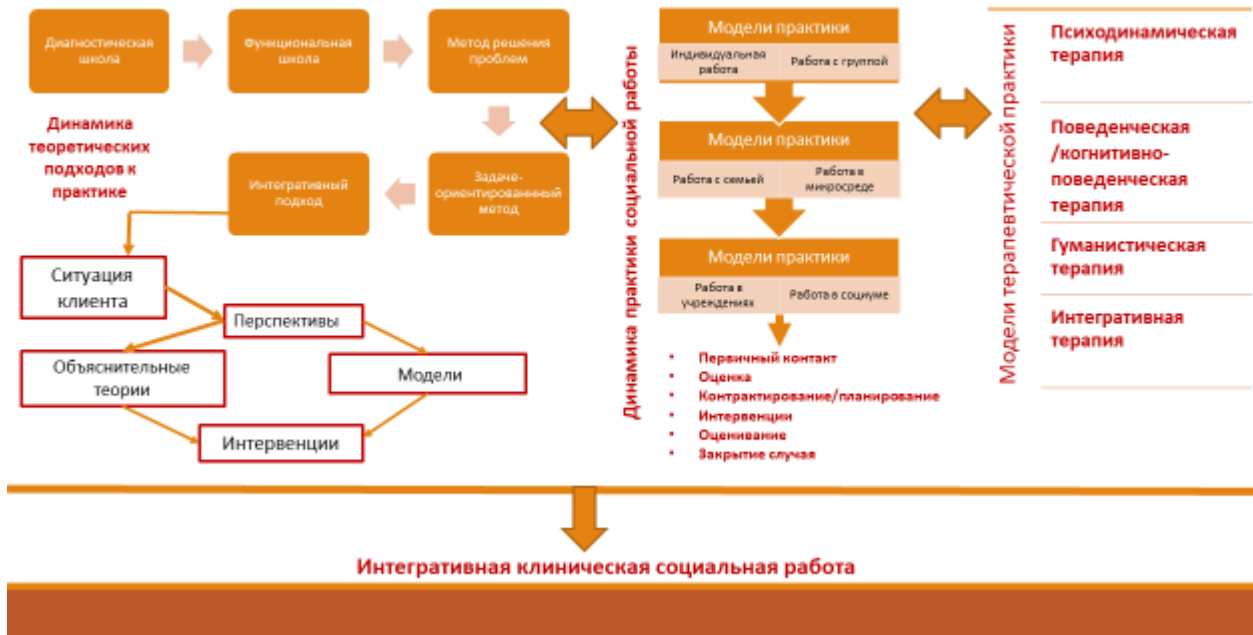 Диагностическая
школа
Функциональная
школа
Метод решения
проблем
Динамика
теоретических
подходов к
практике
Интегративный
подход
Задаче-
ориентированнный
метод
Ситуация
клиента
Перспективы
Объяснительные
теории
Модели
Интервенции
Динамика практики социальной работы
Модели практики
Индивидуальная
работа
Работа с группой
Модели практики
Работа с семьей
Работа в
микросреде
Модели практики
Работа в
учреждениях
Работа в социуме
• Первичный контакт
• Оценка
• Контрактирование/планирование
• Интервенции
• Оценивание
• Закрытие случая
Модели терапевтической практики
Психодинамическая
терапия
Поведенческая
/когнитивно-
поведенческая
терапия
Гуманистическая
терапия
Интегративная
терапия
Интегративная клиническая социальная работа